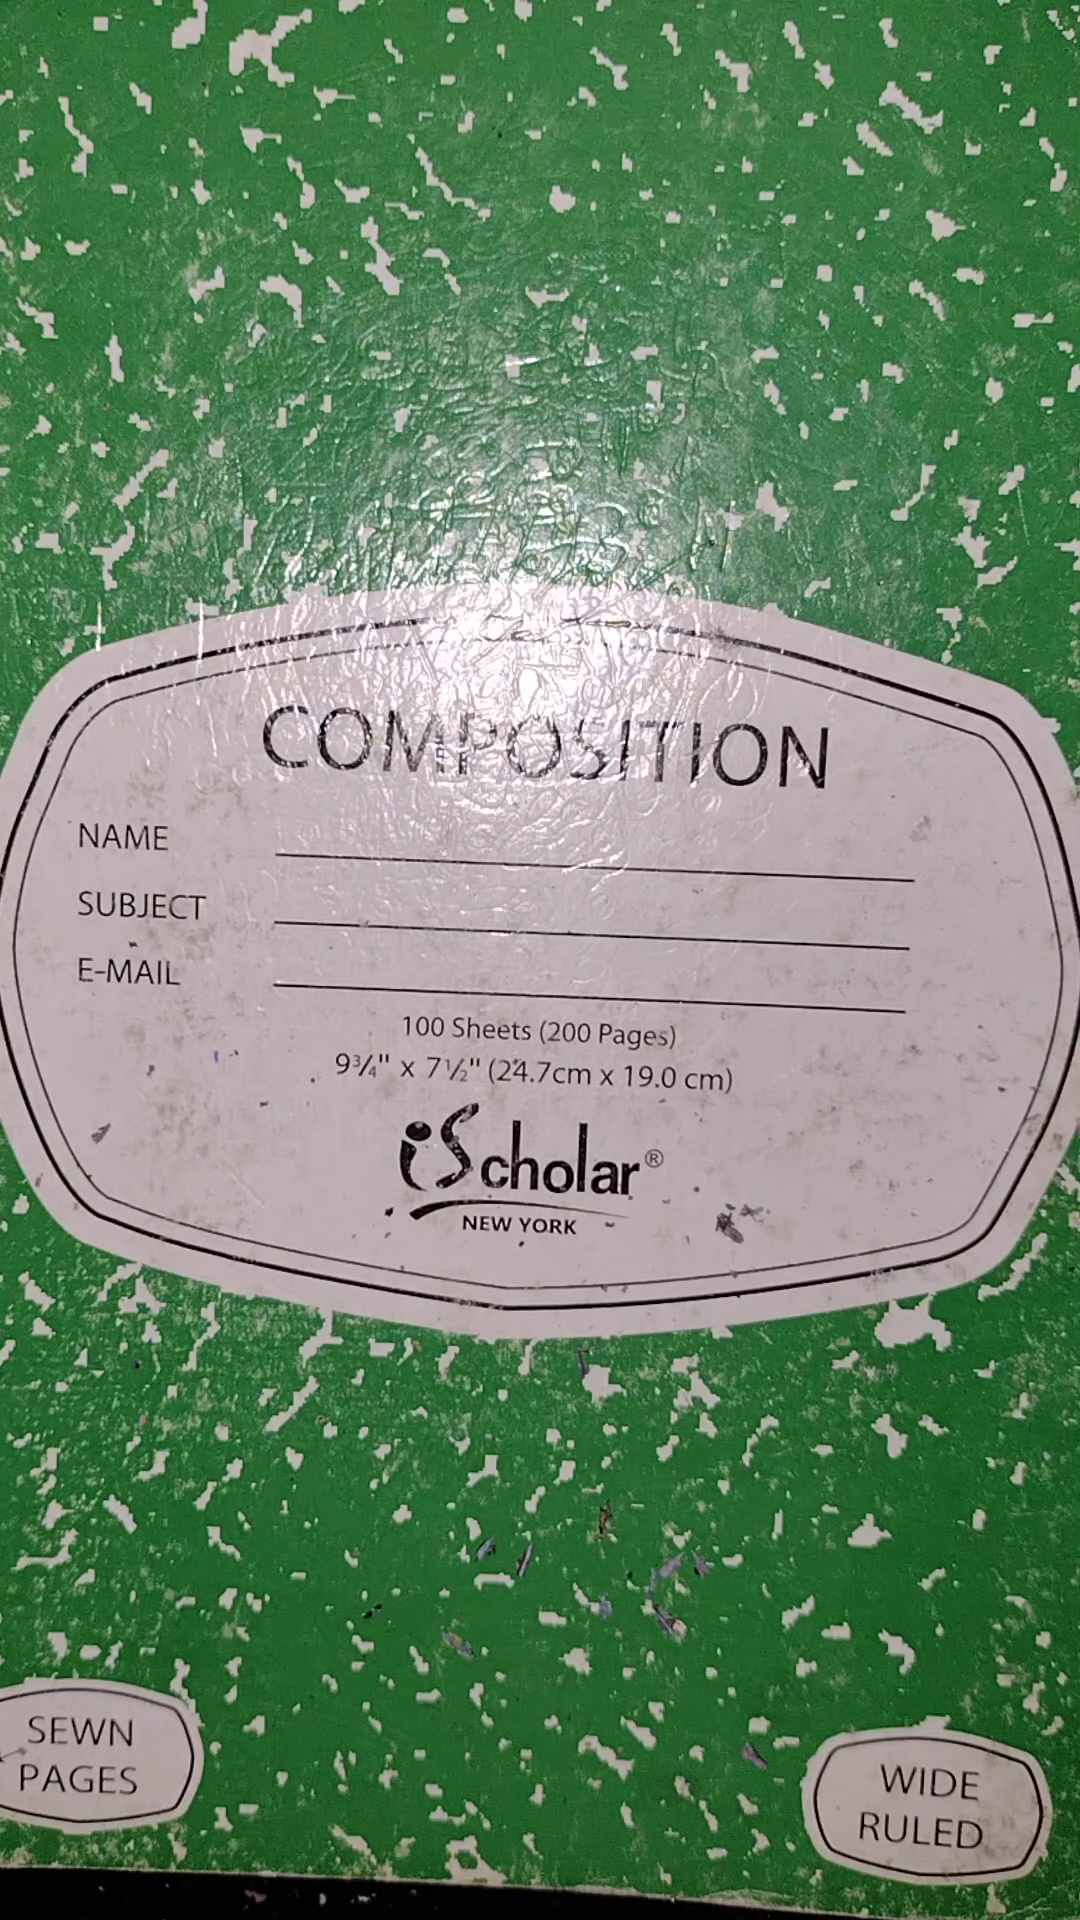 COMPOSITION
NAME
SUBJECT
E-MAIL
100 Sheets (200 Pages)
9¾" x 7½" (24.7cm x 19.0 cm)
iScholar®
NEW YORK
SEWN
PAGES
WIDE
RULED